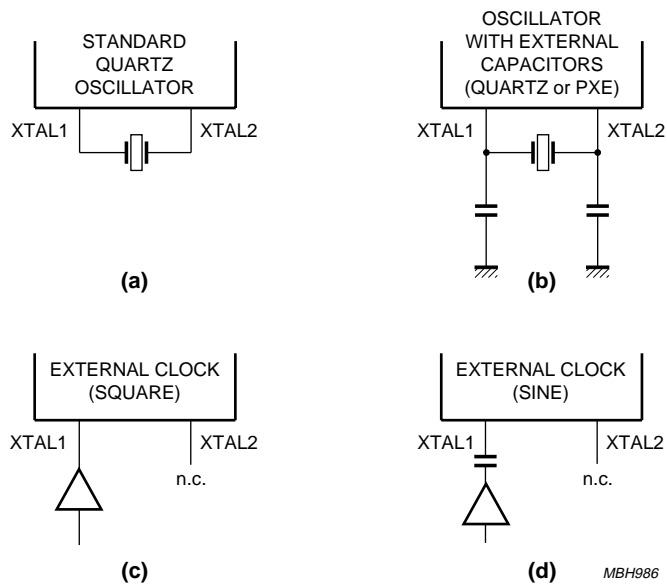 STANDARD
QUARTZ
OSCILLATOR
XTAL1
XTAL2
(a)
OSCILLATOR
WITH EXTERNAL
CAPACITORS
(QUARTZ or PXE)
XTAL1
XTAL2
(b)
EXTERNAL CLOCK
(SQUARE)
XTAL1
XTAL2
n.c.
(c)
EXTERNAL CLOCK
(SINE)
XTAL1
XTAL2
n.c.
(d)
MBH986